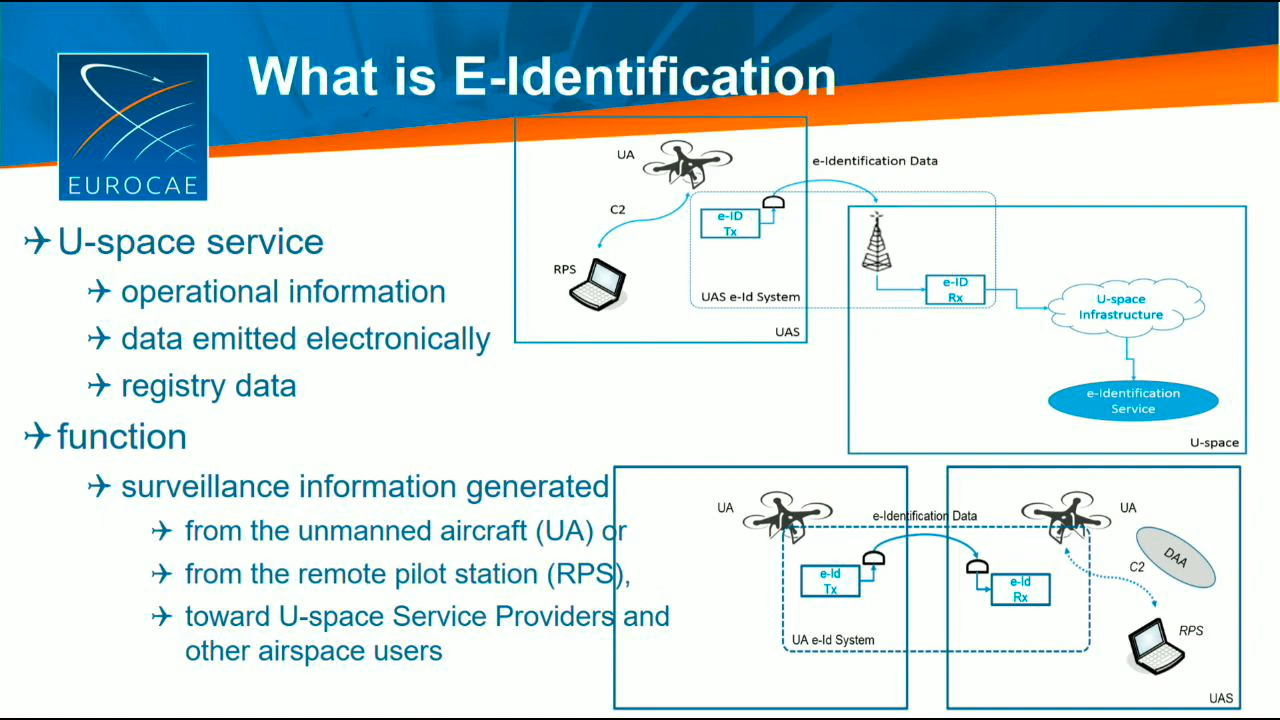 What is E-Identification
EUROCAE
U-space service
operational information
data emitted electronically
registry data
function
surveillance information generated
from the unmanned aircraft (UA) or
from the remote pilot station (RPS),
toward U-space Service Providers and
other airspace users
UA
e-Identification Data
C2
e-ID
Tx
RPS
UAS e-Id System
UAS
e-ID
Rx
U-space
Infrastructure
e-Identification
Service
U-space
UA
e-Identification Data
UA
DAA
C2
e-Id
Tx
e-Id
Rx
UA e-Id System
RPS
UAS